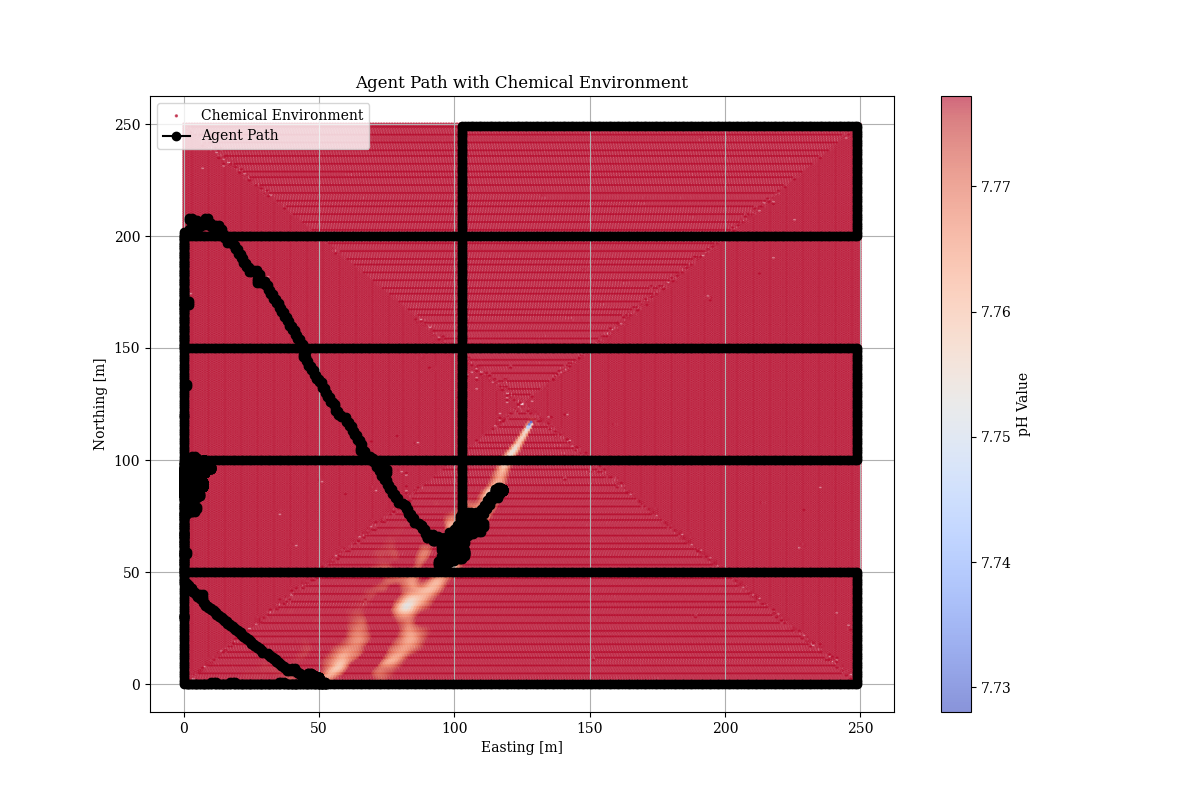 Agent Path with Chemical Environment
Chemical Environment
Agent Path
250
200
150
100
50
0
Northing [m]
0
50
100
150
200
250
Easting [m]
7.77
7.76
7.75
7.74
7.73
pH Value